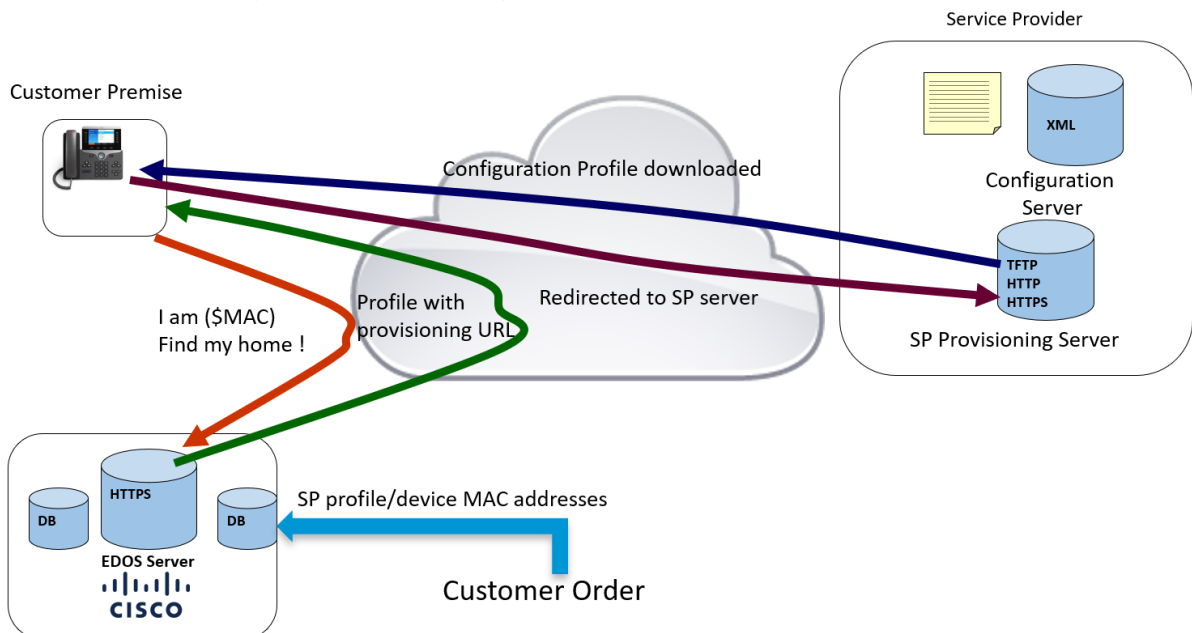 Service Provider
Customer Premise
XML
Configuration
Server
Configuration Profile downloaded
TFTP
HTTP
HTTPS
SP Provisioning Server
Redirected to SP server
Profile with
provisioning URL
I am ($MAC)
Find my home !
HTTPS
DB
DB
EDOS Server
CISCO
SP profile/device MAC addresses
Customer Order